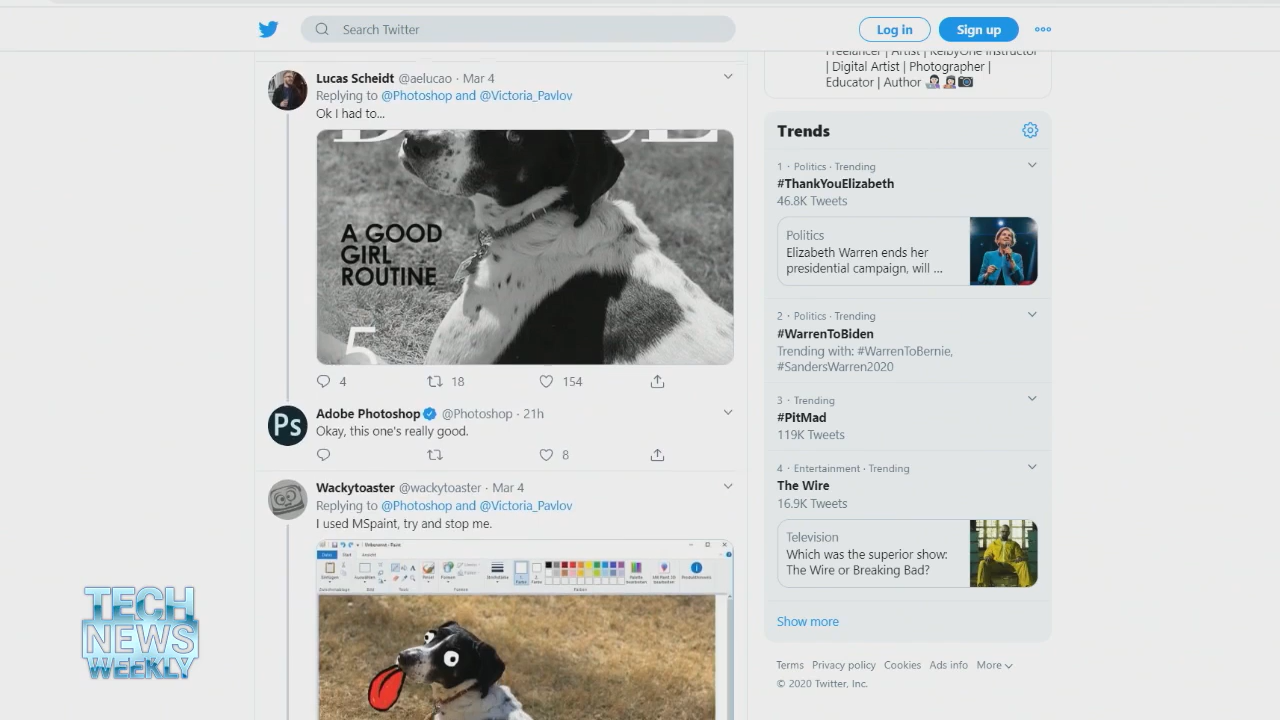 Search Twitter
Log in
Sign up
Lucas Scheidt @aelucao · Mar 4
Replying to @Photoshop and @Victoria_Pavlov
Ok I had to...
A GOOD
GIRL
ROUTINE
5
4
18
154
Ps
Adobe Photoshop @Photoshop · 21h
Okay, this one's really good.
8
Wackytoaster @wackytoaster · Mar 4
Replying to @Photoshop and @Victoria_Pavlov
I used MSpaint, try and stop me.
TECH
NEWS
WEEKLY
Freelancer | Artist | KelbyOne Instructor
| Digital Artist | Photographer |
Educator | Author
Trends
1 · Politics · Trending
#ThankYouElizabeth
46.8K Tweets
Politics
Elizabeth Warren ends her
presidential campaign, will ...
2 · Politics · Trending
#WarrenToBiden
Trending with: #WarrenToBernie,
#SandersWarren2020
3 · Trending
#PitMad
119K Tweets
4 · Entertainment · Trending
The Wire
16.9K Tweets
Television
Which was the superior show:
The Wire or Breaking Bad?
Show more
Terms Privacy policy Cookies Ads info More
© 2020 Twitter, Inc.